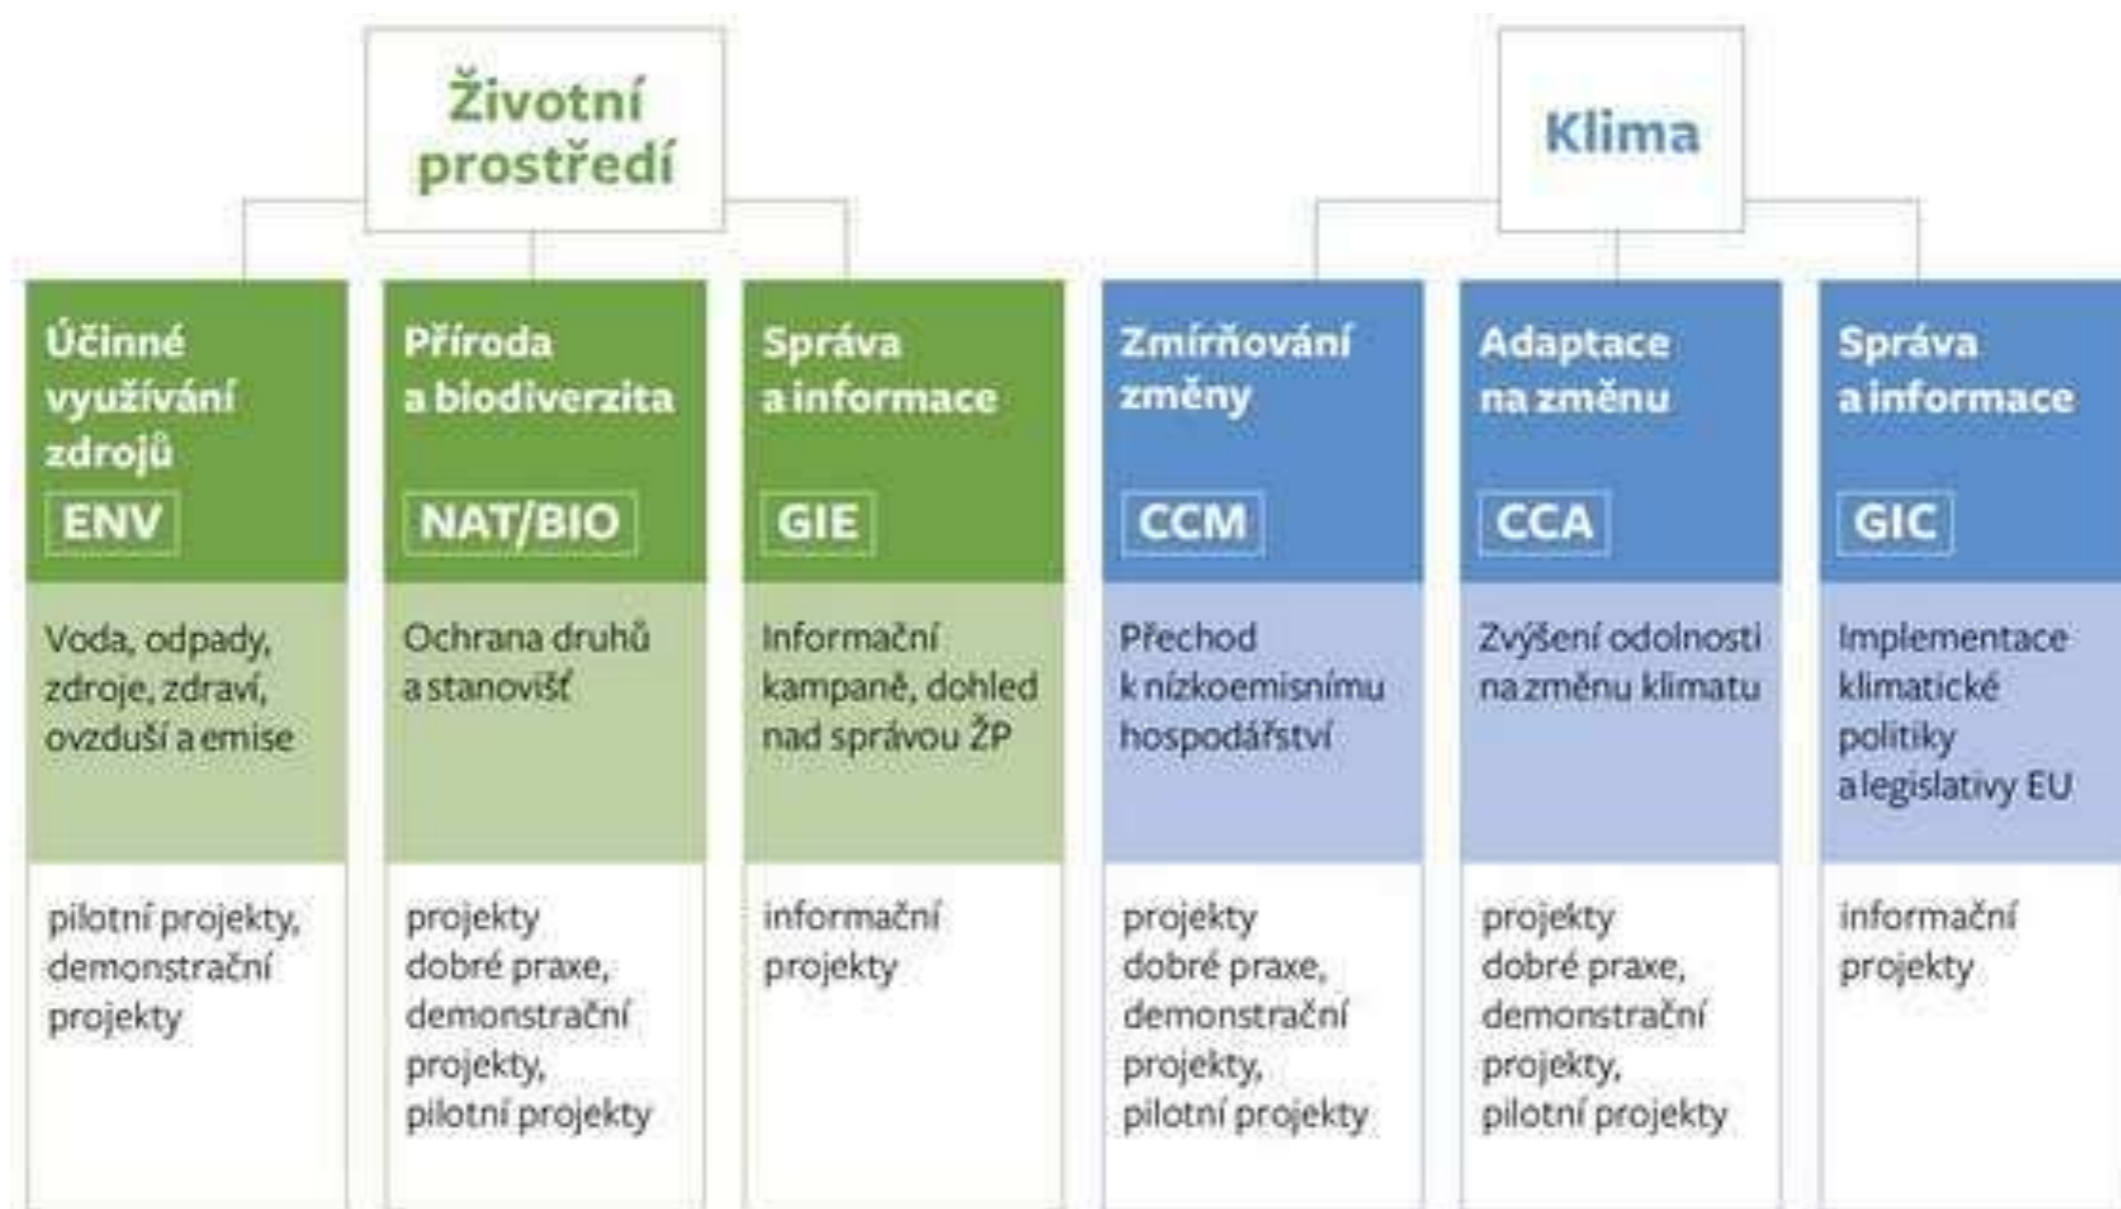 Životní
prostředí
Klima
Účinné
využívání
zdrojů
ENV
Voda, odpady,
zdroje, zdraví,
ovzduší a emise
pilotní projekty,
demonstrační
projekty
Příroda
a biodiverzita
NAT/BIO
Ochrana druhů
a stanovišť
projekty
dobré praxe,
demonstrační
projekty,
pilotní projekty
Správa
a informace
GIE
Informační
kampaně, dohled
nad správou ŽP
informační
projekty
Zmírňování
změny
CCM
Přechod
k nízkoemisnímu
hospodářství
projekty
dobré praxe,
demonstrační
projekty,
pilotní projekty
Adaptace
na změnu
CCA
Zvýšení odolnosti
na změnu klimatu
projekty
dobré praxe,
demonstrační
projekty,
pilotní projekty
Správa
a informace
GIC
Implementace
klimatické
politiky
a legislativy EU
informační
projekty